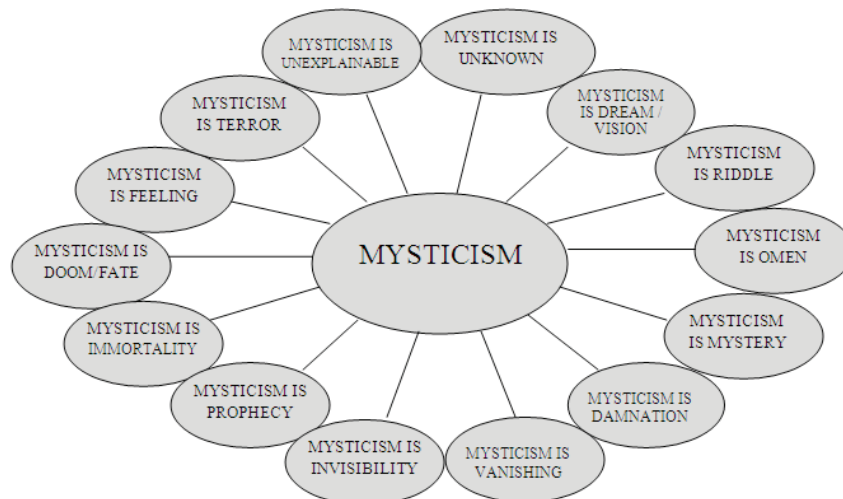 MYSTICISM IS
UNEXPLAINABLE
MYSTICISM IS
UNKNOWN
MYSTICISM
IS DREAM /
VISION
MYSTICISM
IS TERROR
MYSTICISM
IS RIDDLE
MYSTICISM
IS FEELING
MYSTICISM
IS OMEN
MYSTICISM IS
DOOM/FATE
MYSTICISM
MYSTICISM IS
IMMORTALITY
MYSTICISM
IS MYSTERY
MYSTICISM IS
PROPHECY
MYSTICISM IS
DAMNATION
MYSTICISM IS
INVISIBILITY
MYSTICISM IS
VANISHING